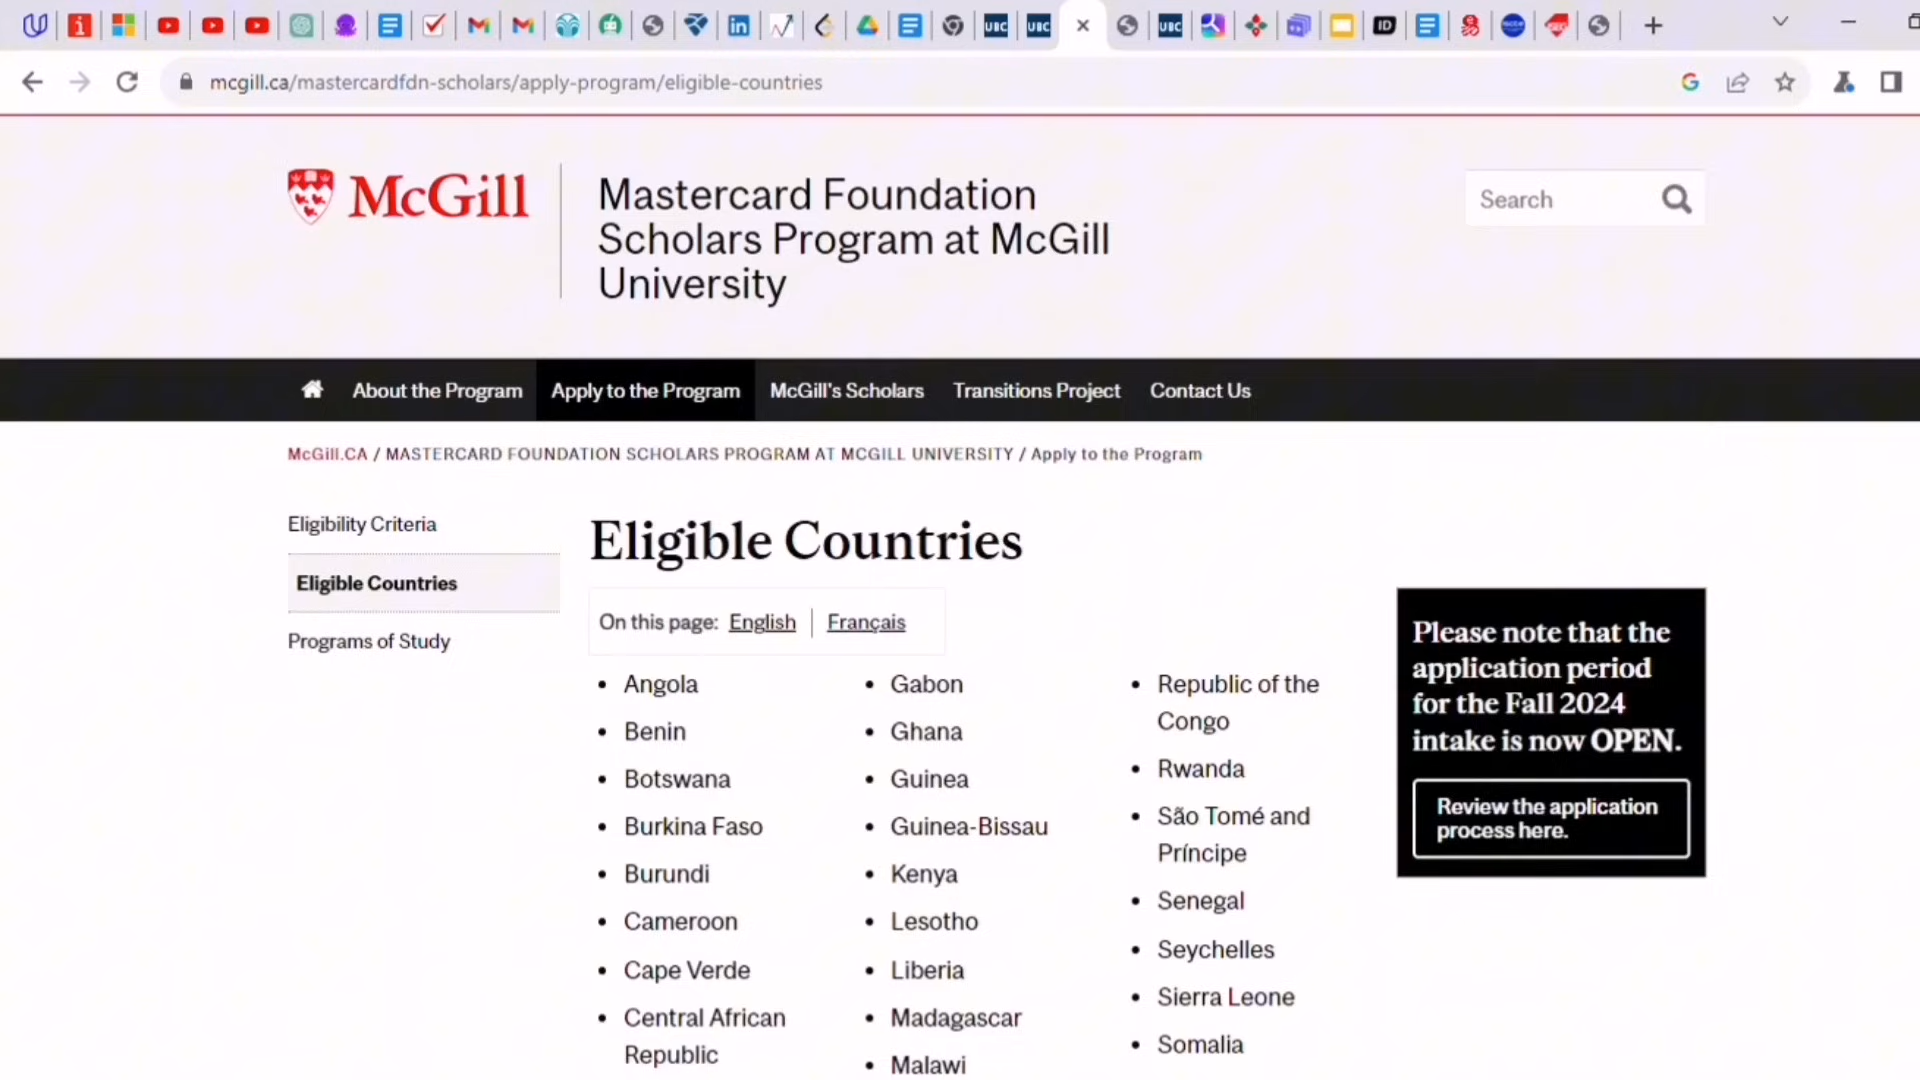 UBC UBC UBC ID
mcgill.ca/mastercardfdn-scholars/apply-program/eligible-countries
McGill
Mastercard Foundation
Scholars Program at McGill
University
Search
About the Program Apply to the Program McGill's Scholars Transitions Project Contact Us
McGill.CA / MASTERCARD FOUNDATION SCHOLARS PROGRAM AT MCGILL UNIVERSITY / Apply to the Program
Eligibility Criteria
Eligible Countries
Programs of Study
Eligible Countries
On this page: English | Français
• Angola
• Benin
• Botswana
• Burkina Faso
• Burundi
• Cameroon
• Cape Verde
• Central African
Republic
• Gabon
• Ghana
• Guinea
• Guinea-Bissau
• Kenya
• Lesotho
• Liberia
• Madagascar
• Malawi
• Republic of the
Congo
• Rwanda
• São Tomé and
Príncipe
• Senegal
• Seychelles
• Sierra Leone
• Somalia
Please note that the
application period
for the Fall 2024
intake is now OPEN.
Review the application
process here.